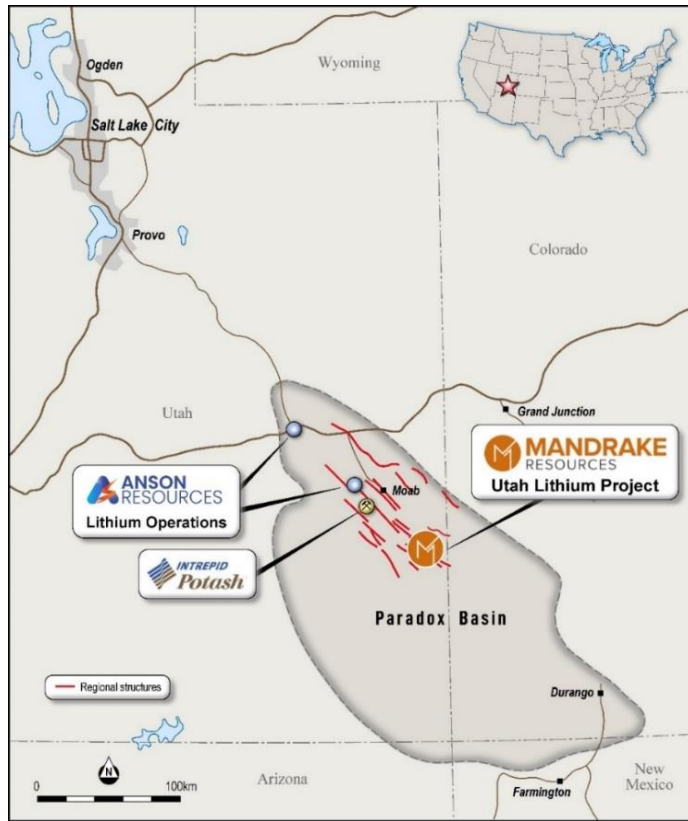 Ogden
Wyoming
Salt Lake City
Provo
Colorado
Utah
Grand Junction
MANDRAKE
RESOURCES
Utah Lithium Project
ANSON
RESOURCES
Lithium Operations
Moab
M
INTREPID
Potash
Paradox Basin
Regional structures
Durango
N
0 100km
Arizona
New
Mexico
Farmington